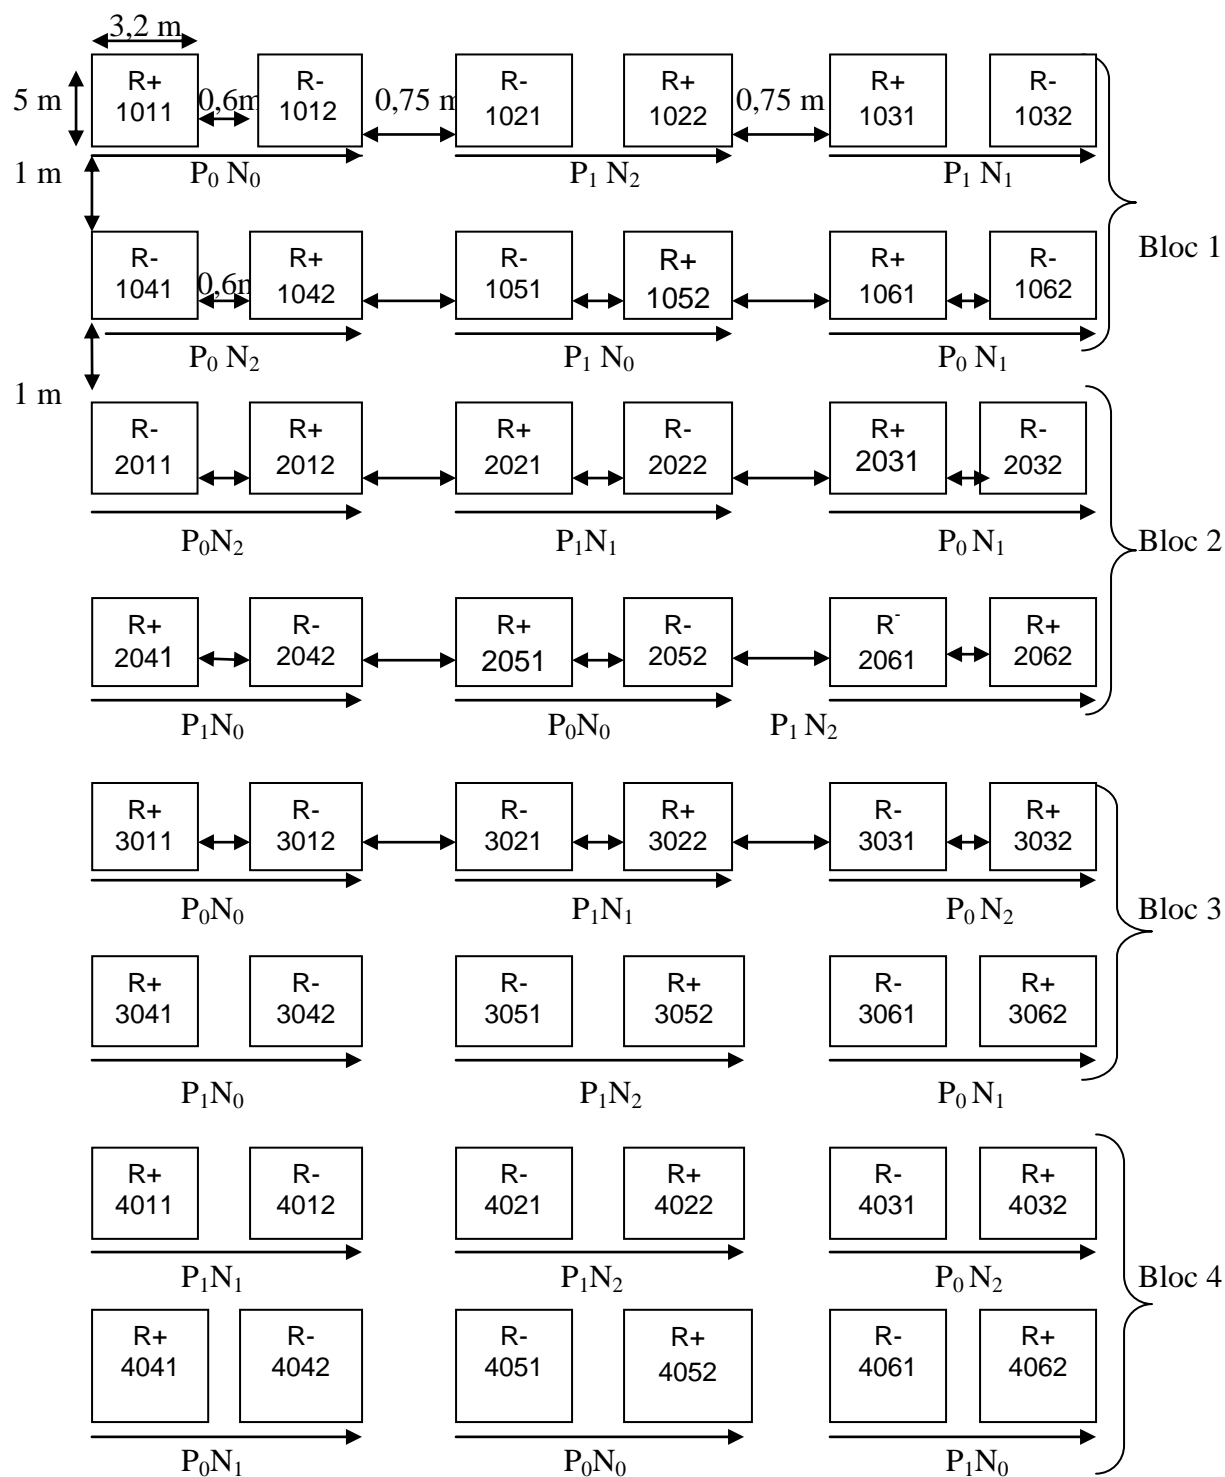 3,2 m
R+ R- R- R+ R+ R-
5 m 1011 0,6m 1012 0,75 m 1021 1022 0,75 m 1031 1032
1 m P₀ N₀ P₁ N₂ P₁ N₁
R- R+ R- R+ R+ R- Bloc 1
1041 0,6m 1042 1051 1052 1061 1062
P₀ N₂ P₁ N₀ P₀ N₁
1 m
R- R+ R+ R- R+ R-
2011 2012 2021 2022 2031 2032
P₀N₂ P₁N₁ P₀ N₁ Bloc 2
R+ R- R+ R- R⁻ R+
2041 2042 2051 2052 2061 2062
P₁N₀ P₀N₀ P₁ N₂
R+ R- R- R+ R- R+
3011 3012 3021 3022 3031 3032
P₀N₀ P₁N₁ P₀ N₂ Bloc 3
R+ R- R- R+ R- R+
3041 3042 3051 3052 3061 3062
P₁N₀ P₁N₂ P₀ N₁
R+ R- R- R+ R- R+
4011 4012 4021 4022 4031 4032
P₁N₁ P₁N₂ P₀ N₂ Bloc 4
R+ R- R- R+ R- R+
4041 4042 4051 4052 4061 4062
P₀N₁ P₀N₀ P₁N₀